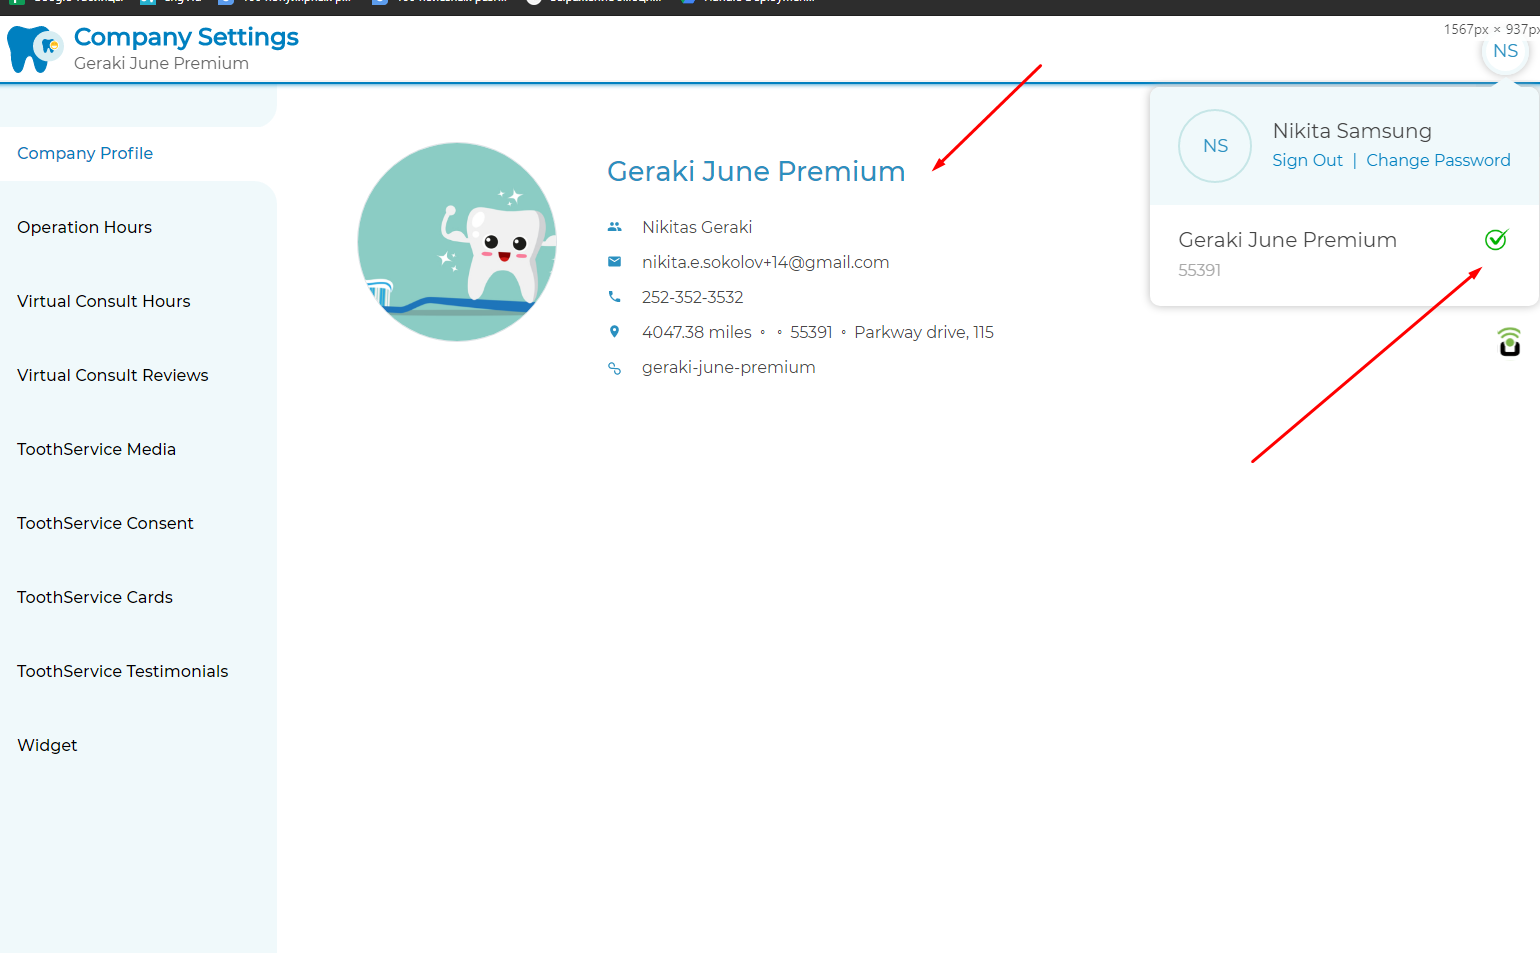 Company Settings
Geraki June Premium
1567px × 937px
NS
Company Profile
Operation Hours
Virtual Consult Hours
Virtual Consult Reviews
ToothService Media
ToothService Consent
ToothService Cards
ToothService Testimonials
Widget
Geraki June Premium
Nikitas Geraki
nikita.e.sokolov+14@gmail.com
252-352-3532
4047.38 miles ◦ ◦ 55391 ◦ Parkway drive, 115
geraki-june-premium
NS
Nikita Samsung
Sign Out | Change Password
Geraki June Premium
55391